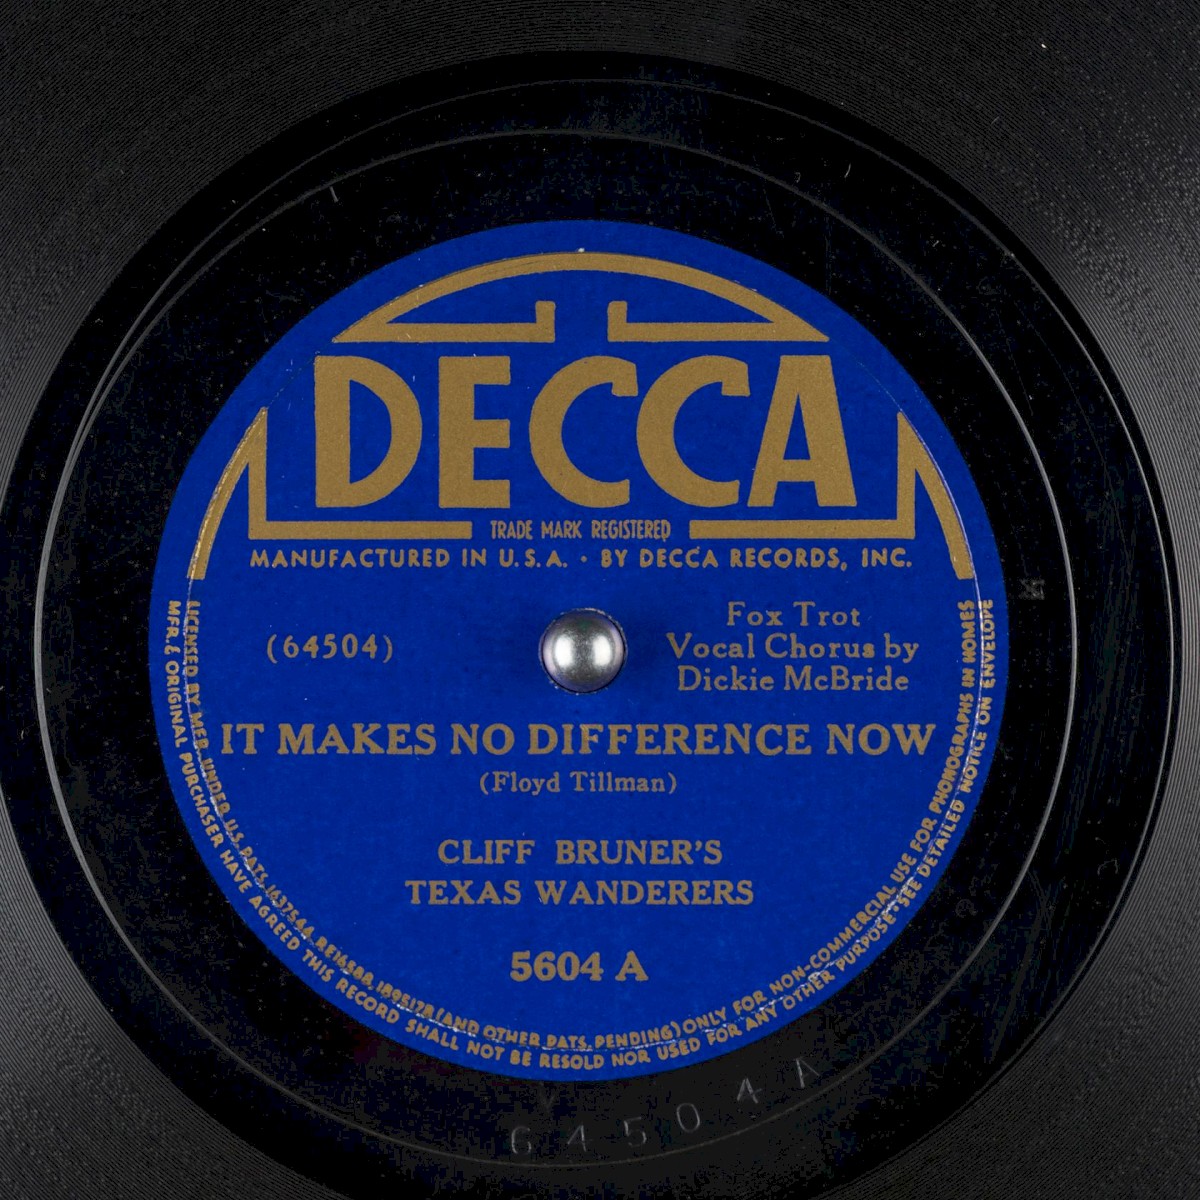 DECCA
TRADE MARK REGISTERED
MANUFACTURED IN U.S.A. · BY DECCA RECORDS, INC.
(64504)
Fox Trot
Vocal Chorus by
Dickie McBride
IT MAKES NO DIFFERENCE NOW
(Floyd Tillman)
CLIFF BRUNER'S
TEXAS WANDERERS
5604 A
LICENSED BY MFR. UNDER U.S. PATS. 1637544, RE16588, 1895178 (AND OTHER PATS. PENDING) ONLY FOR NON-COMMERCIAL USE FOR PHONOGRAPHS IN HOMES
MFR. & ORIGINAL PURCHASER HAVE AGREED THIS RECORD SHALL NOT BE RESOLD NOR USED FOR ANY OTHER PURPOSE · SEE DETAILED NOTICE ON ENVELOPE
64504 A